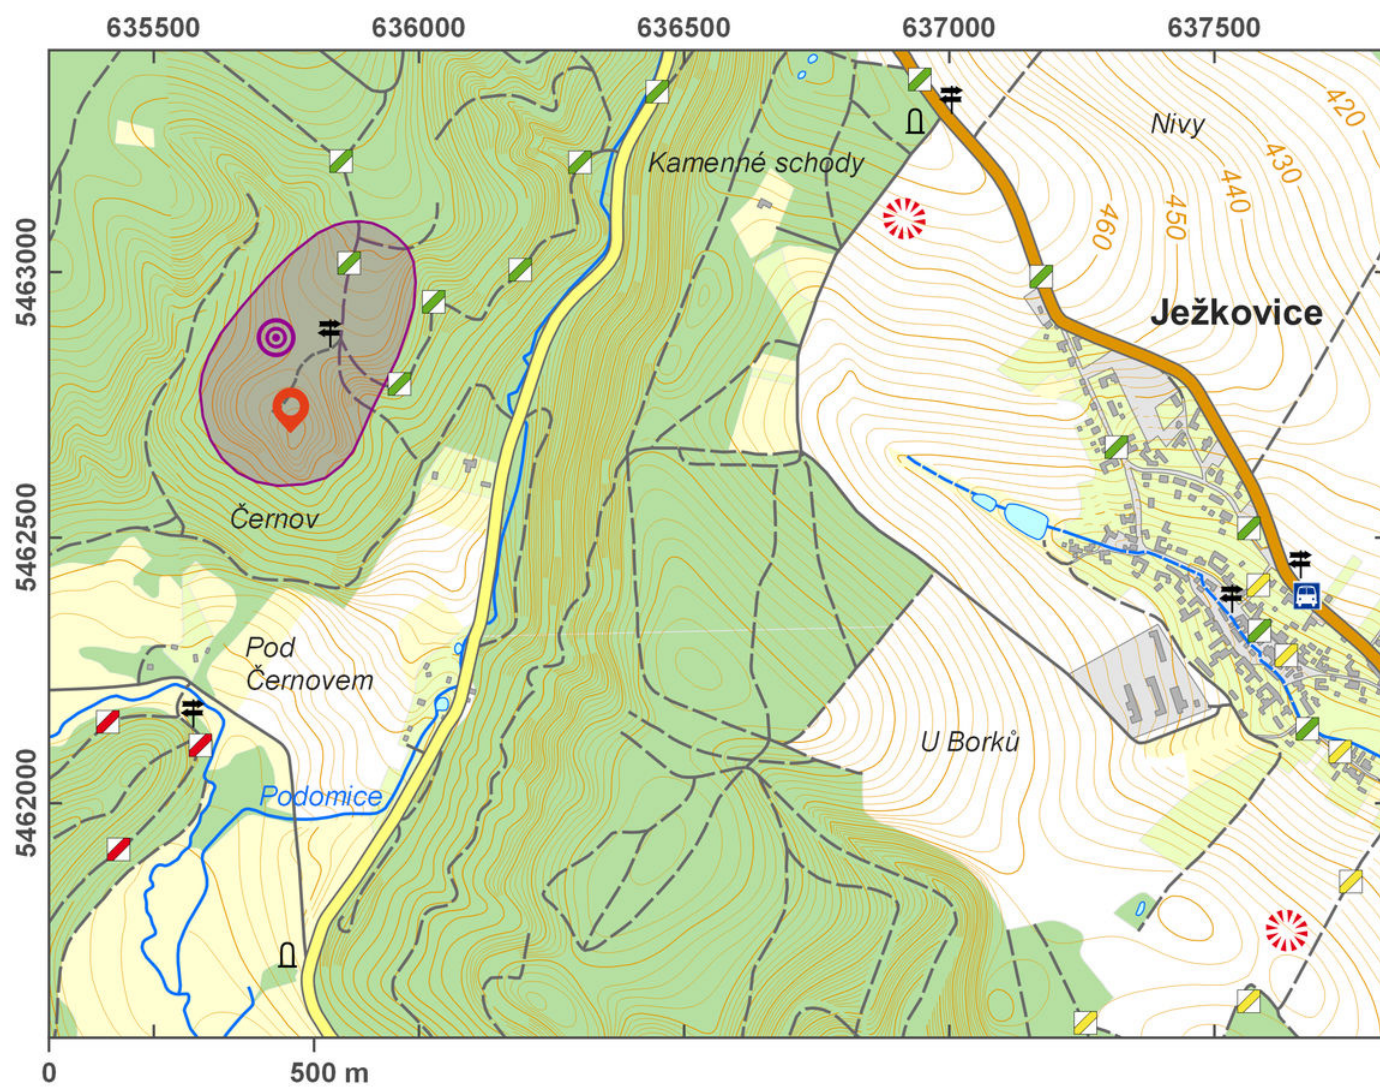 635500 636000 636500 637000 637500
420
Nivy
430
Kamenné schody
440
450
460
5463000
Ježkovice
5462500
Černov
Pod
Černovem
U Borků
5462000
Podomice
0 500 m